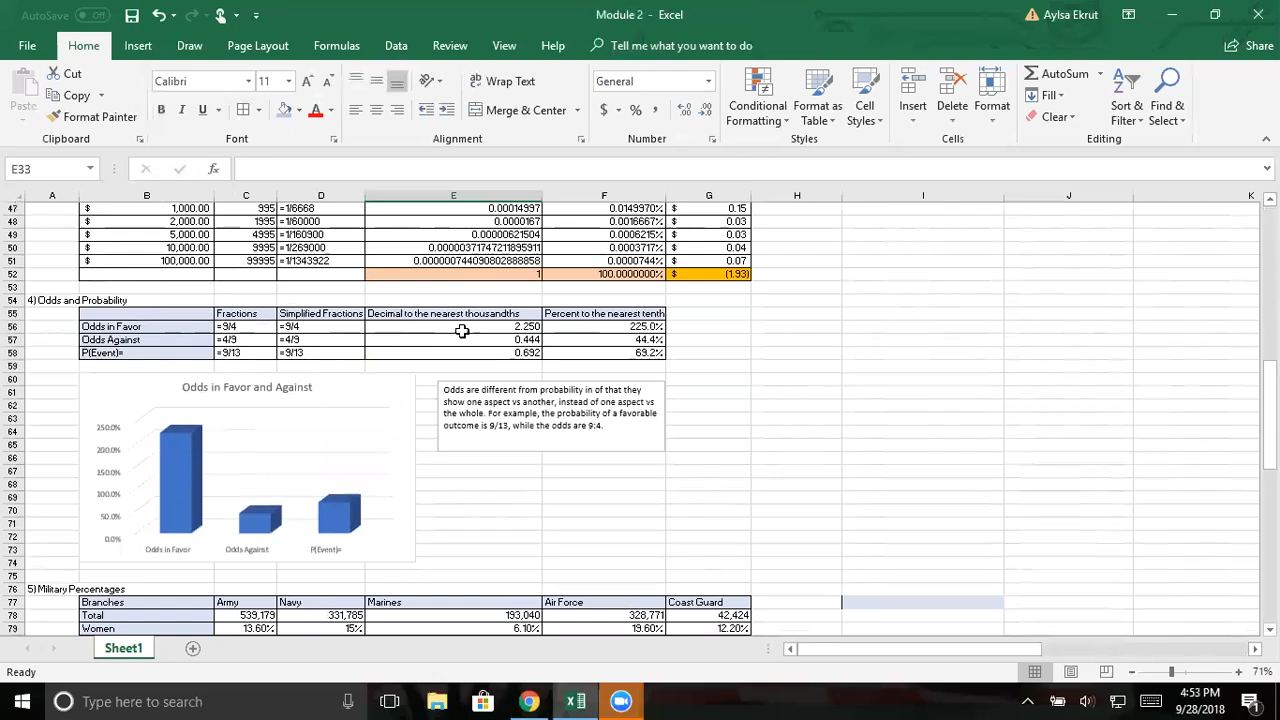 AutoSave Off Module 2 - Excel Aylsa Ekrut
File Home Insert Draw Page Layout Formulas Data Review View Help Tell me what you want to do Share
Paste Cut Copy Format Painter
Calibri 11 B I U A
Wrap Text Merge & Center
General $ % ,
Conditional Formatting Format as Table Cell Styles
Insert Delete Format
AutoSum Fill Clear Sort & Filter Find & Select
Clipboard Font Alignment Number Styles Cells Editing
E33 fx
A B C D E F G H I J K
47 $ 1,000.00 995 =1/6668 0.00014997 0.0149970% $ 0.15
48 $ 2,000.00 1995 =1/60000 0.0000167 0.0016667% $ 0.03
49 $ 5,000.00 4995 =1/160900 0.00000621504 0.0006215% $ 0.03
50 $ 10,000.00 9995 =1/269000 0.00000371747211895911 0.0003717% $ 0.04
51 $ 100,000.00 99995 =1/1343922 0.000000744090802888858 0.0000744% $ 0.07
52 1 100.0000000% $ (1.93)
53
54 4) Odds and Probability
55 Fractions Simplified Fractions Decimal to the nearest thousandths Percent to the nearest tenth
56 Odds in Favor =9/4 =9/4 2.250 225.0%
57 Odds Against =4/9 =4/9 0.444 44.4%
58 P(Event)= =9/13 =9/13 0.692 69.2%
59
60
61
62
63
64
65
66
67
68
69
70
71
72
73
74
75
Odds in Favor and Against
250.0%
200.0%
150.0%
100.0%
50.0%
0.0%
Odds in Favor Odds Against P(Event)=
Odds are different from probability in of that they
show one aspect vs another, instead of one aspect vs
the whole. For example, the probability of a favorable
outcome is 9/13, while the odds are 9:4.
76 5) Military Percentages
77 Branches Army Navy Marines Air Force Coast Guard
78 Total 539,179 331,785 193,040 328,771 42,424
79 Women 13.60% 15% 6.10% 19.60% 12.20%
Sheet1
Ready 71%
Type here to search 4:53 PM
9/28/2018